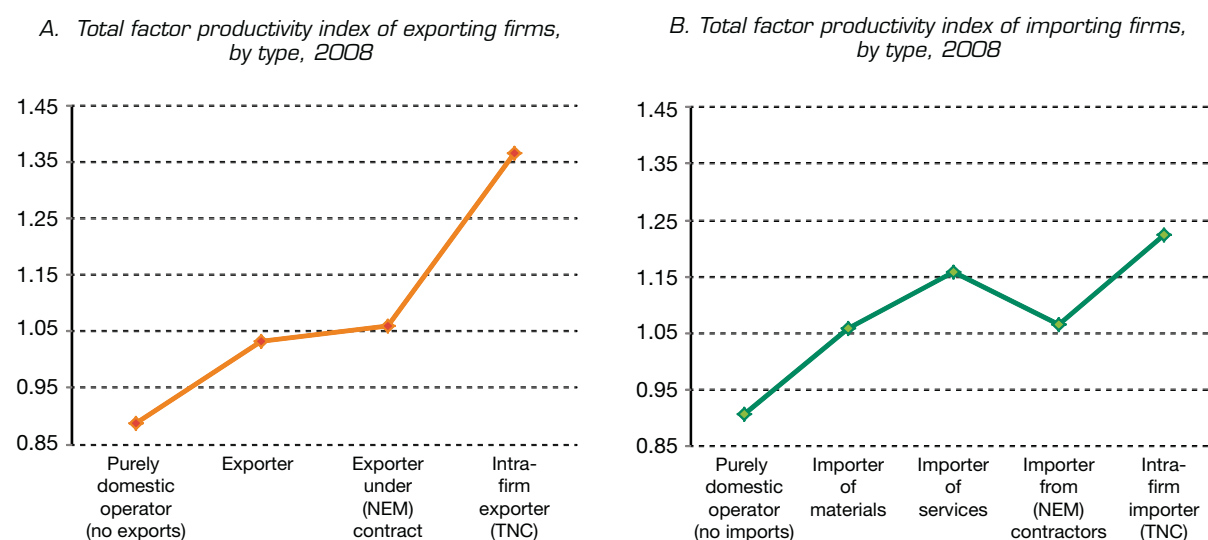 A. Total factor productivity index of exporting firms,
by type, 2008
1.45
1.35
1.25
1.15
1.05
0.95
0.85
Purely
domestic
operator
(no exports)
Exporter
Exporter
under
(NEM)
contract
Intra-
firm
exporter
(TNC)
B. Total factor productivity index of importing firms,
by type, 2008
1.45
1.35
1.25
1.15
1.05
0.95
0.85
Purely
domestic
operator
(no imports)
Importer
of
materials
Importer
of
services
Importer
from
(NEM)
contractors
Intra-
firm
importer
(TNC)